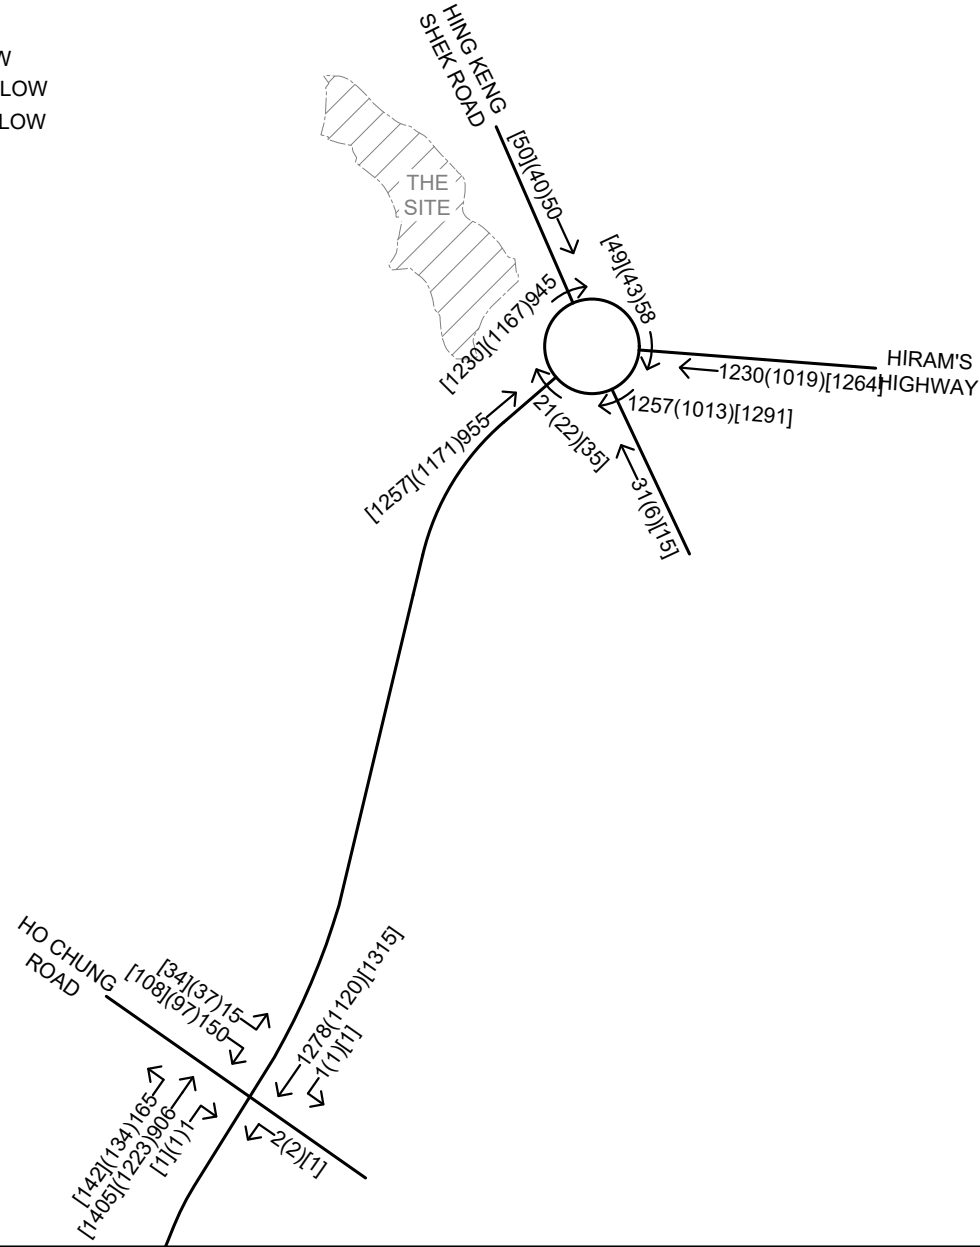 W
LOW
LOW
HING KENG
SHEK ROAD
[50](40)50
THE
SITE
[49](43)58
[1230](1167)945
HIRAM'S
HIGHWAY
1230(1019)[1264]
1257(1013)[1291]
21(22)[35]
[1257](1171)955
31(6)[15]
HO CHUNG
ROAD
[34](37)15
[108](97)150
1278(1120)[1315]
1(1)[1]
[142](134)165
[1405](1223)906
[1](1)1
2(2)[1]